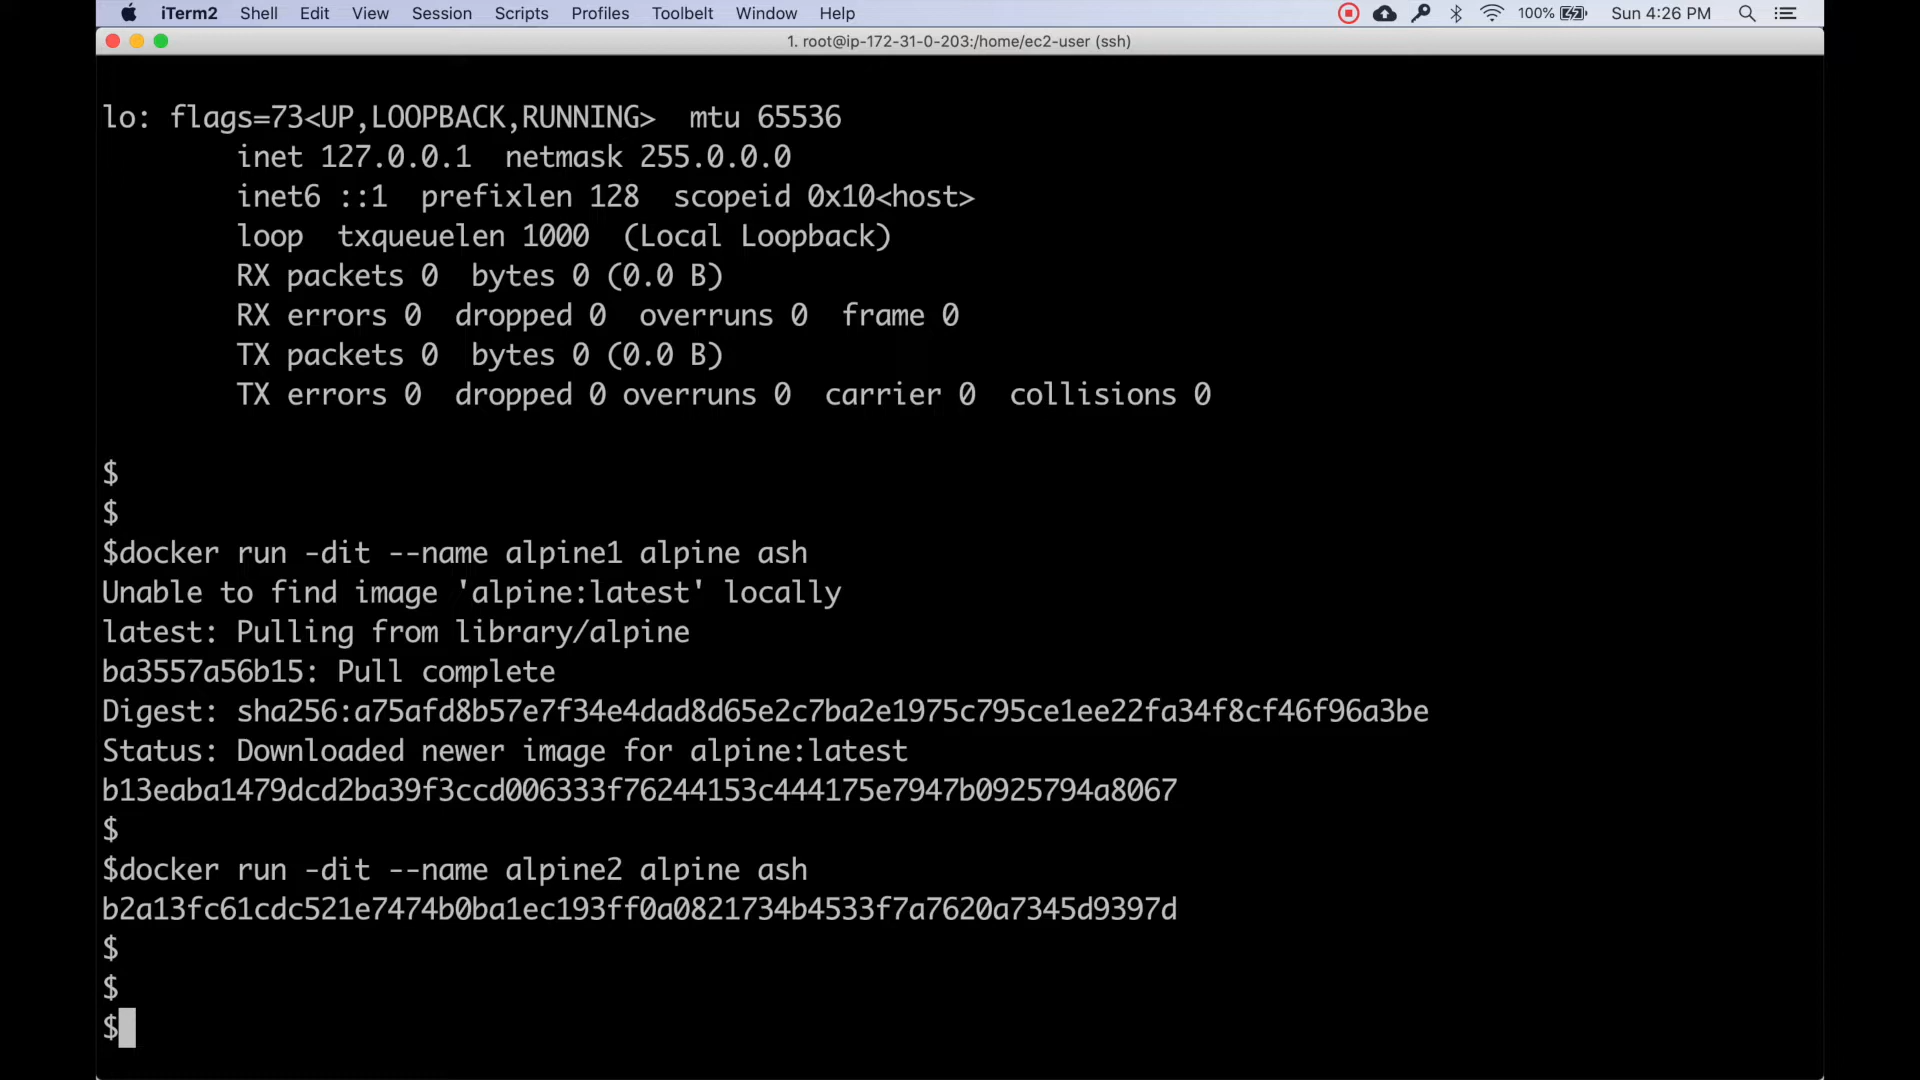 iTerm2 Shell Edit View Session Scripts Profiles Toolbelt Window Help 100% Sun 4:26 PM
1. root@ip-172-31-0-203:/home/ec2-user (ssh)
lo: flags=73<UP,LOOPBACK,RUNNING>  mtu 65536
        inet 127.0.0.1  netmask 255.0.0.0
        inet6 ::1  prefixlen 128  scopeid 0x10<host>
        loop  txqueuelen 1000  (Local Loopback)
        RX packets 0  bytes 0 (0.0 B)
        RX errors 0  dropped 0  overruns 0  frame 0
        TX packets 0  bytes 0 (0.0 B)
        TX errors 0  dropped 0 overruns 0  carrier 0  collisions 0
$
$
$docker run -dit --name alpine1 alpine ash
Unable to find image 'alpine:latest' locally
latest: Pulling from library/alpine
ba3557a56b15: Pull complete
Digest: sha256:a75afd8b57e7f34e4dad8d65e2c7ba2e1975c795ce1ee22fa34f8cf46f96a3be
Status: Downloaded newer image for alpine:latest
b13eaba1479dcd2ba39f3ccd006333f76244153c444175e7947b0925794a8067
$
$docker run -dit --name alpine2 alpine ash
b2a13fc61cdc521e7474b0ba1ec193ff0a0821734b4533f7a7620a7345d9397d
$
$
$